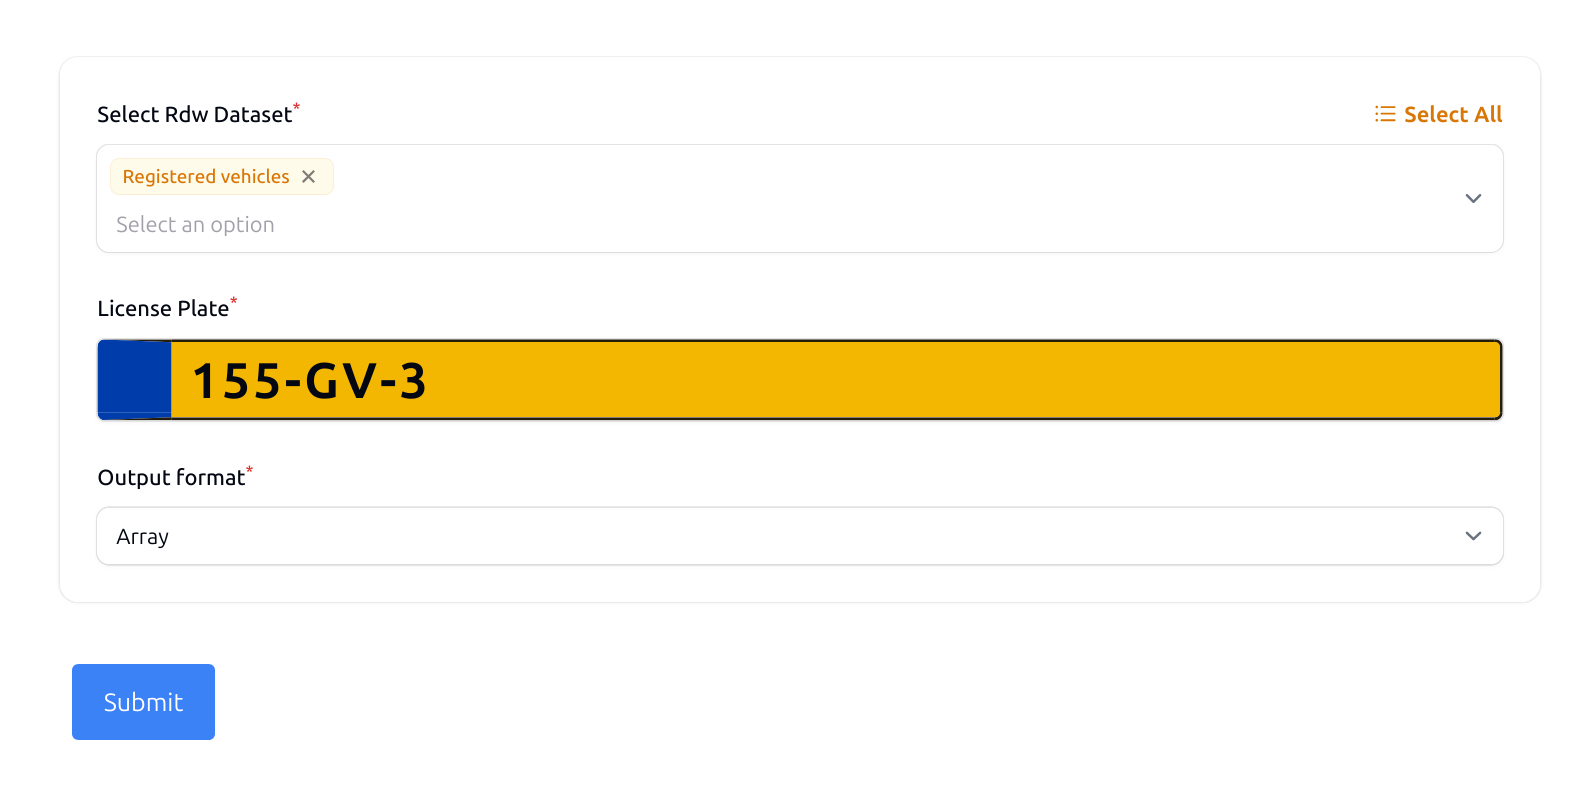 Select Rdw Dataset*
Select All
Registered vehicles ✕
Select an option
License Plate*
155-GV-3
Output format*
Array
Submit